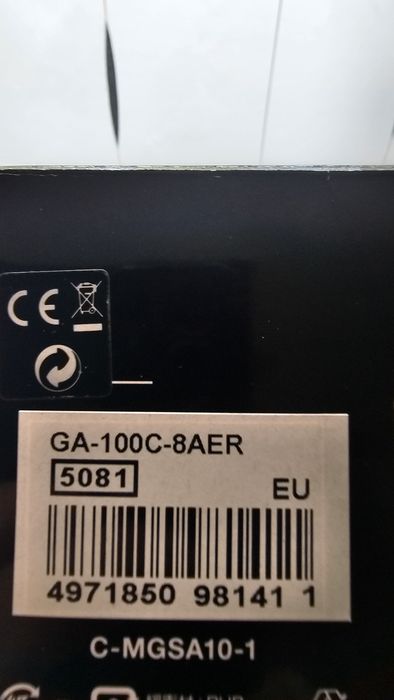 CE
GA-100C-8AER
5081
EU
4971850 98141 1
C-MGSA10-1